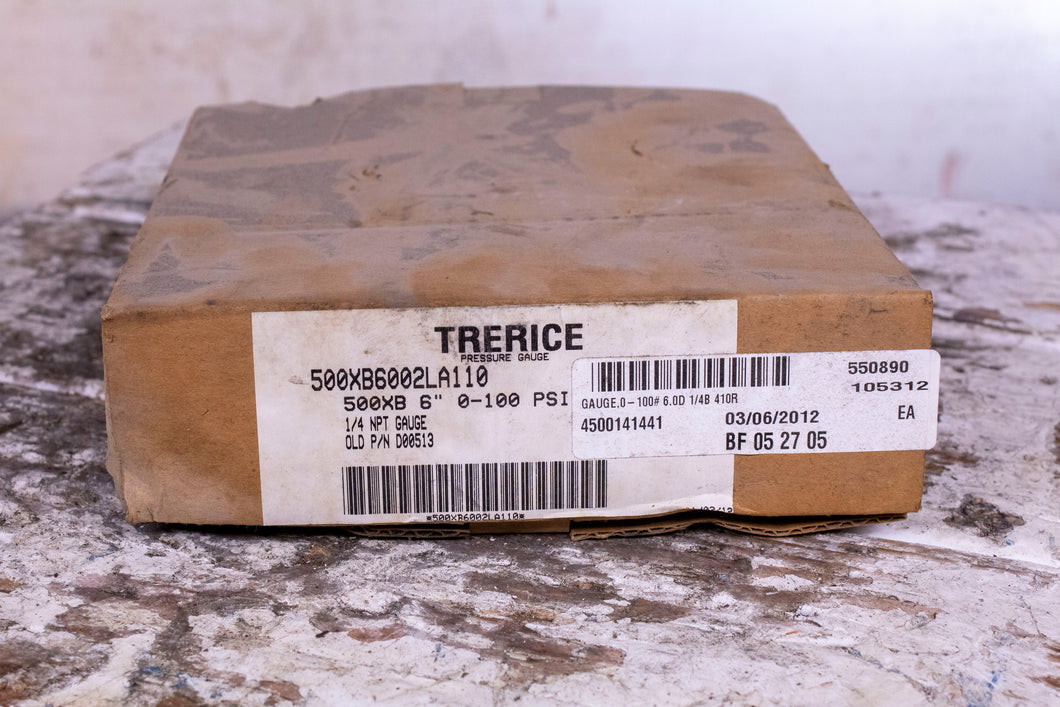 TRERICE
PRESSURE GAUGE
500XB6002LA110
500XB 6" 0-100 PSI
1/4 NPT GAUGE
OLD P/N D00513
*500XB6002LA110*
550890
105312
GAUGE,0-100# 6.0D 1/4B 410R
4500141441
03/06/2012
EA
BF 05 27 05